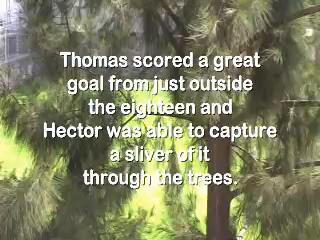 Thomas scored a great
goal from just outside
the eighteen and
Hector was able to capture
a sliver of it
through the trees.